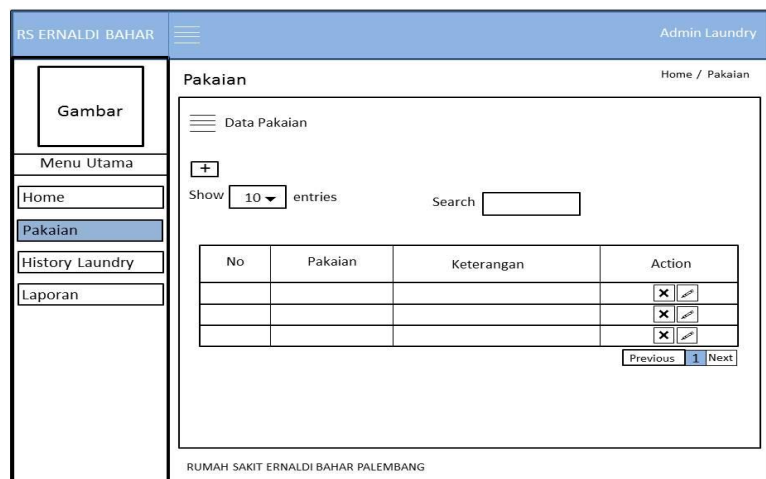 RS ERNALDI BAHAR
Admin Laundry
Gambar
Menu Utama
Home
Pakaian
History Laundry
Laporan
Pakaian
Home / Pakaian
Data Pakaian
+
Show 10 entries
Search
No Pakaian Keterangan Action
Previous 1 Next
RUMAH SAKIT ERNALDI BAHAR PALEMBANG